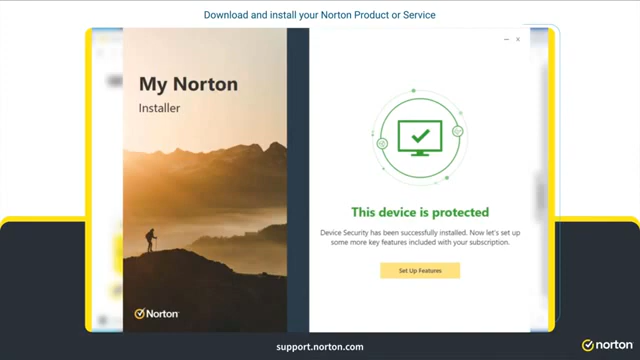 Download and install your Norton Product or Service
My Norton
Installer
This device is protected
Device Security has been successfully installed. Now let's set up
some more key features included with your subscription.
Set Up Features
Norton
support.norton.com
norton